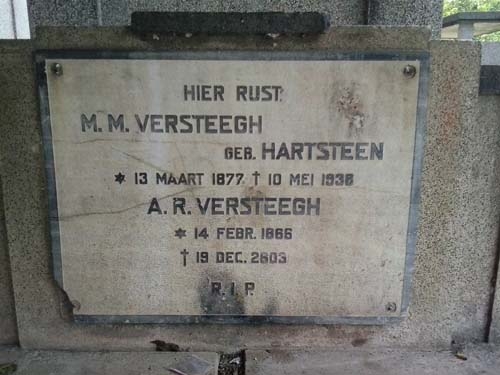 HIER RUST
M. M. VERSTEEGH
GEB. HARTSTEEN
* 13 MAART 1877 † 10 MEI 1938
A. R. VERSTEEGH
* 14 FEBR. 1866
† 19 DEC. 2603
R.I.P.